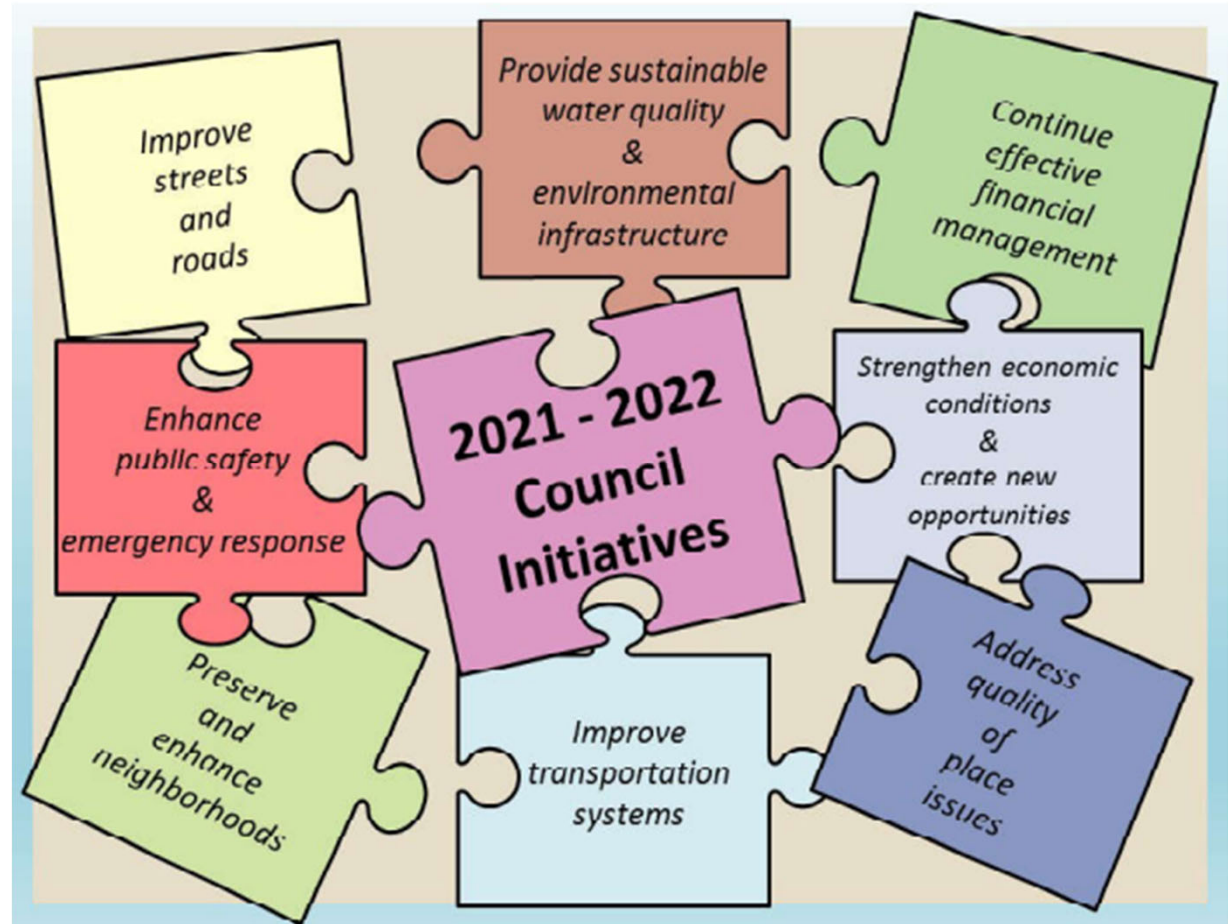 Improve
streets
and
roads
Provide sustainable
water quality
&
environmental
infrastructure
Continue
effective
financial
management
Enhance
public safety
&
emergency response
2021 - 2022
Council
Initiatives
Strengthen economic
conditions
&
create new
opportunities
Preserve
and
enhance
neighborhoods
Improve
transportation
systems
Address
quality
of
place
issues